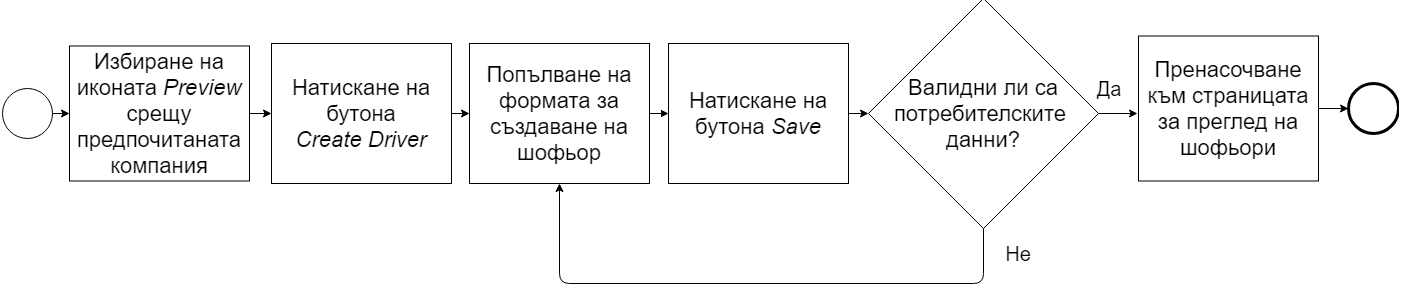 Избиране на
иконата Preview
срещу
предпочитаната
компания
Натискане на
бутона
Create Driver
Попълване на
формата за
създаване на
шофьор
Натискане на
бутона Save
Валидни ли са
потребителските
данни?
Да
Не
Пренасочване
към страницата
за преглед на
шофьори